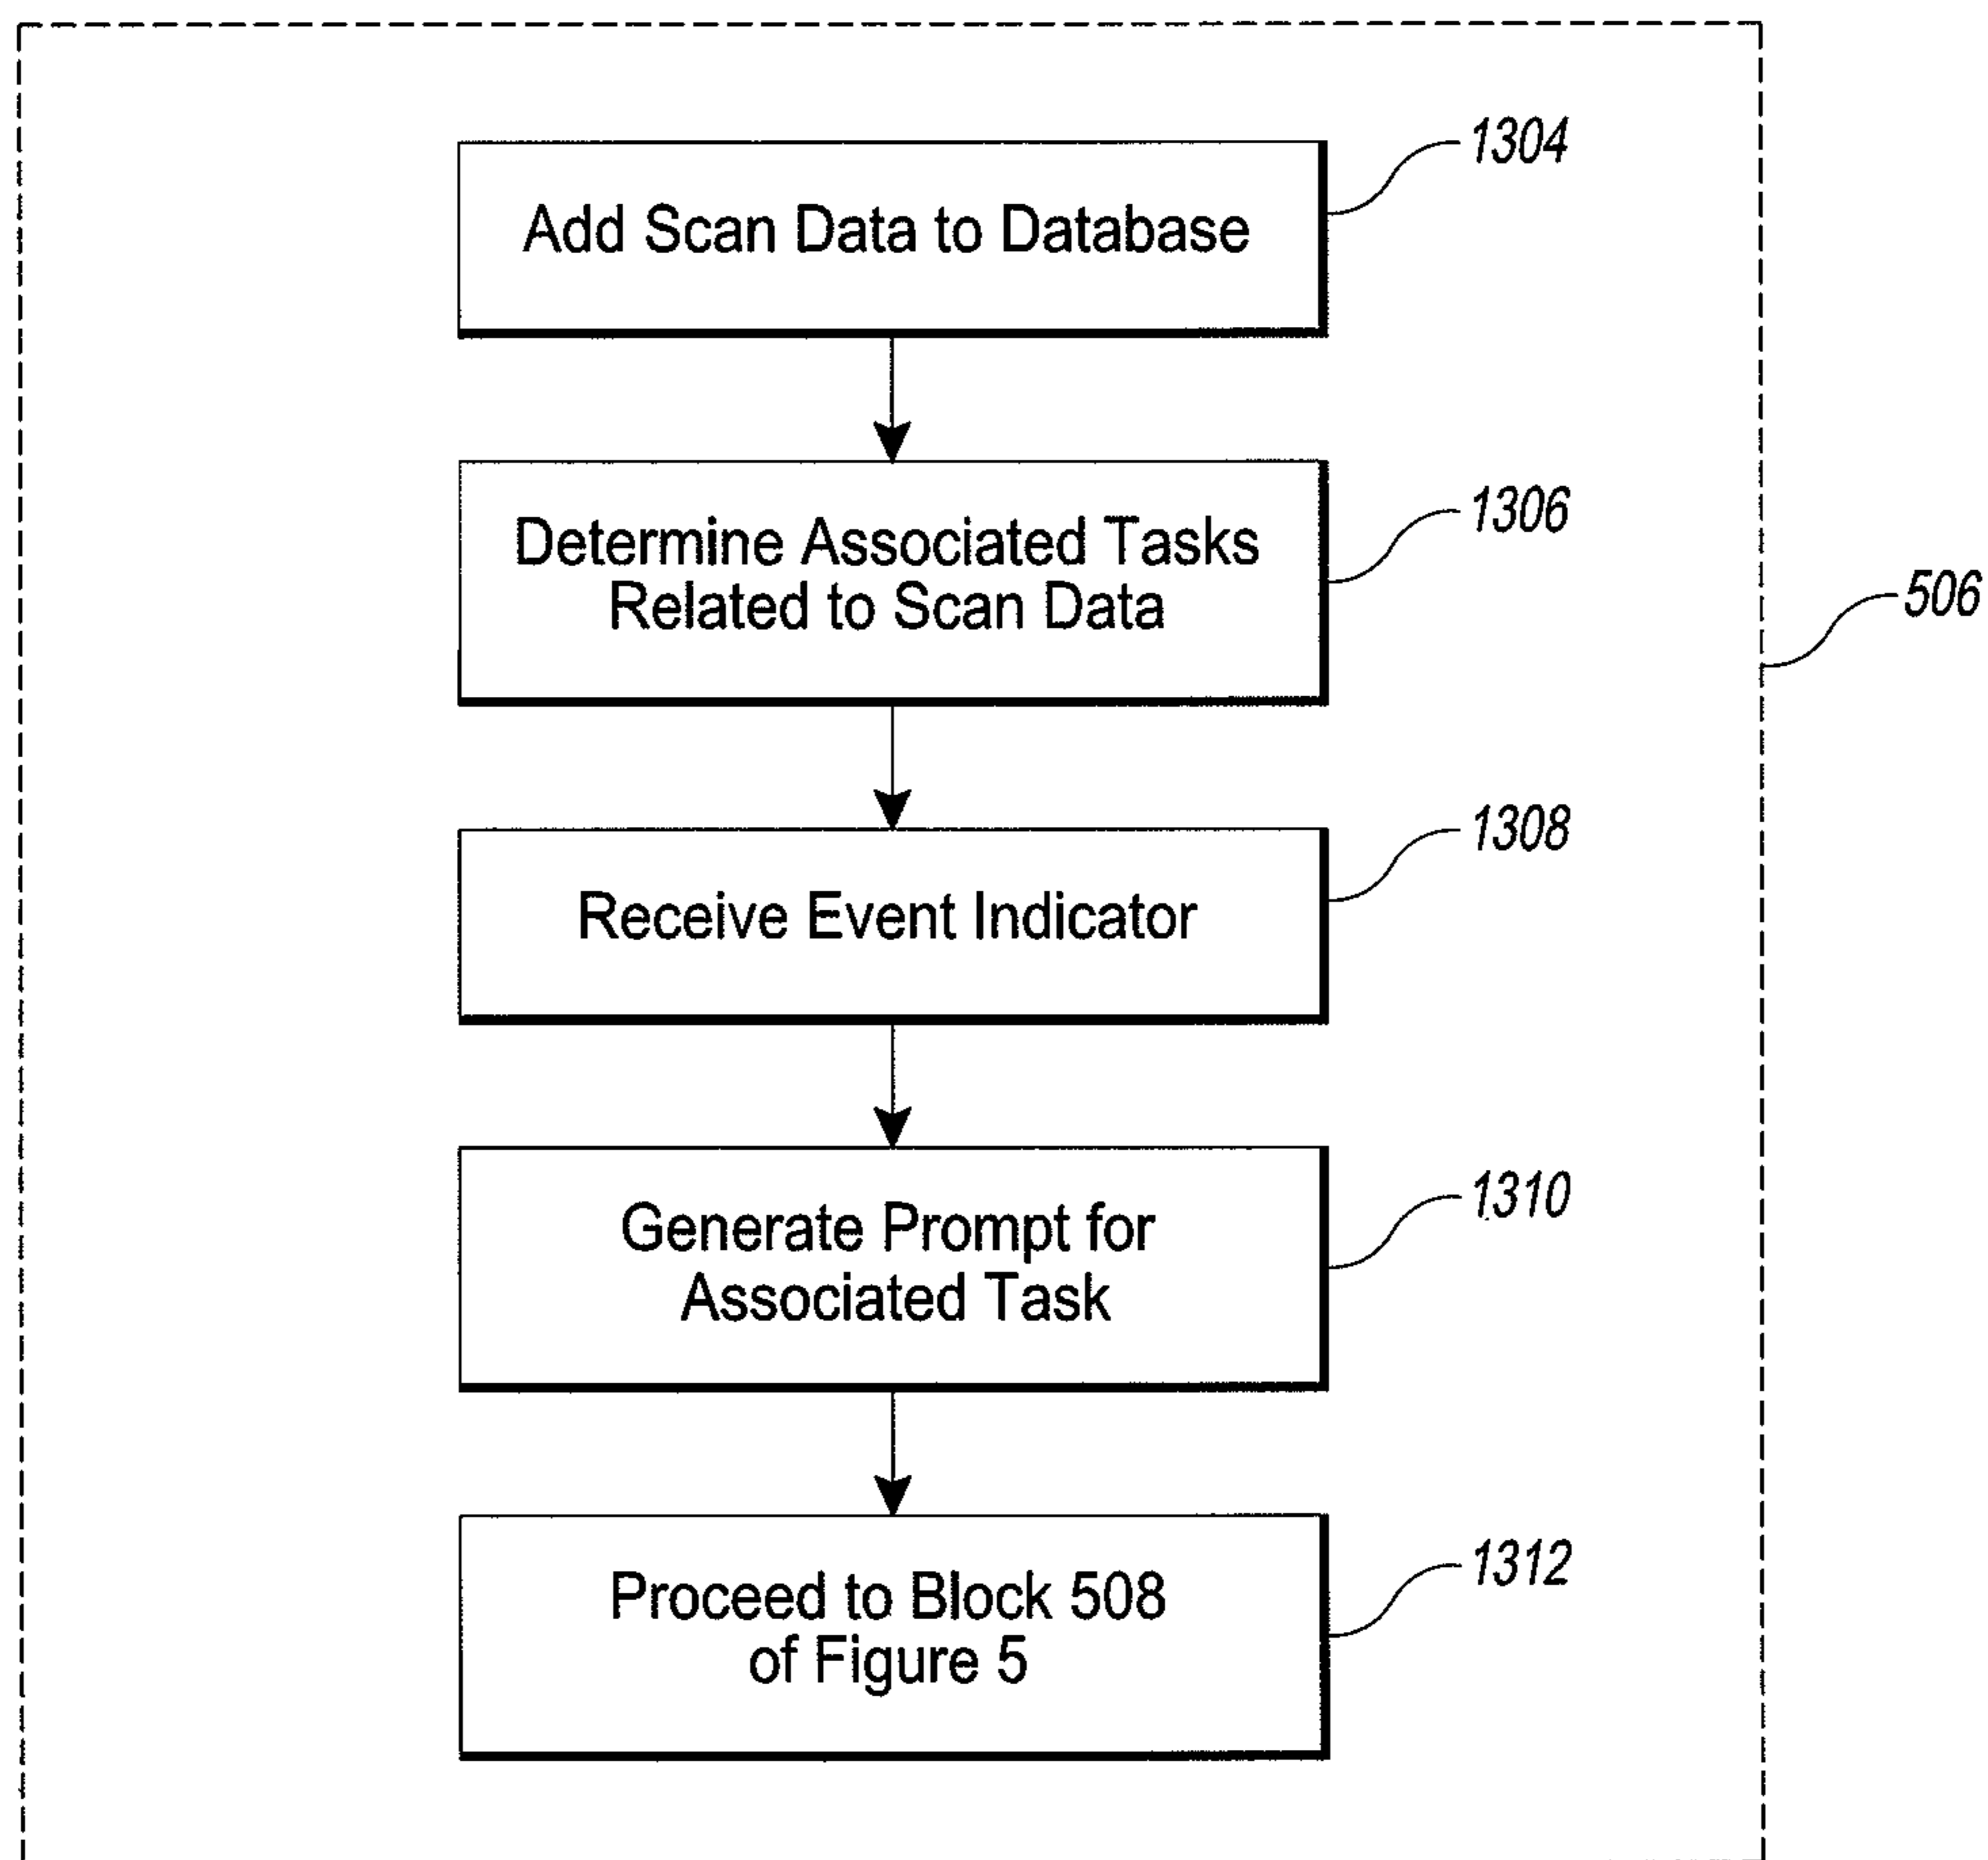 1304
Add Scan Data to Database
1306
Determine Associated Tasks
Related to Scan Data
506
1308
Receive Event Indicator
1310
Generate Prompt for
Associated Task
1312
Proceed to Block 508
of Figure 5